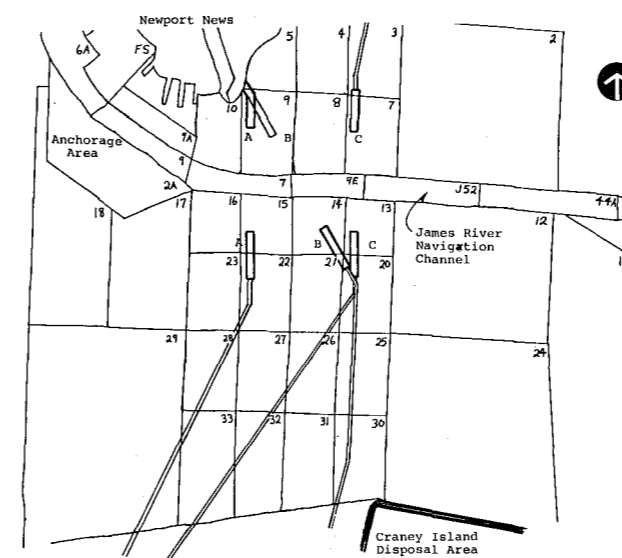 Newport News
6A
FS
5
4
3
2
10
9
8
7
A
B
C
9A
9
Anchorage
Area
2A
7
9E
J52
44A
18
17
16
15
14
13
12
James River
Navigation
Channel
A
B
C
23
22
21
20
29
28
27
26
25
24
33
32
31
30
Craney Island
Disposal Area